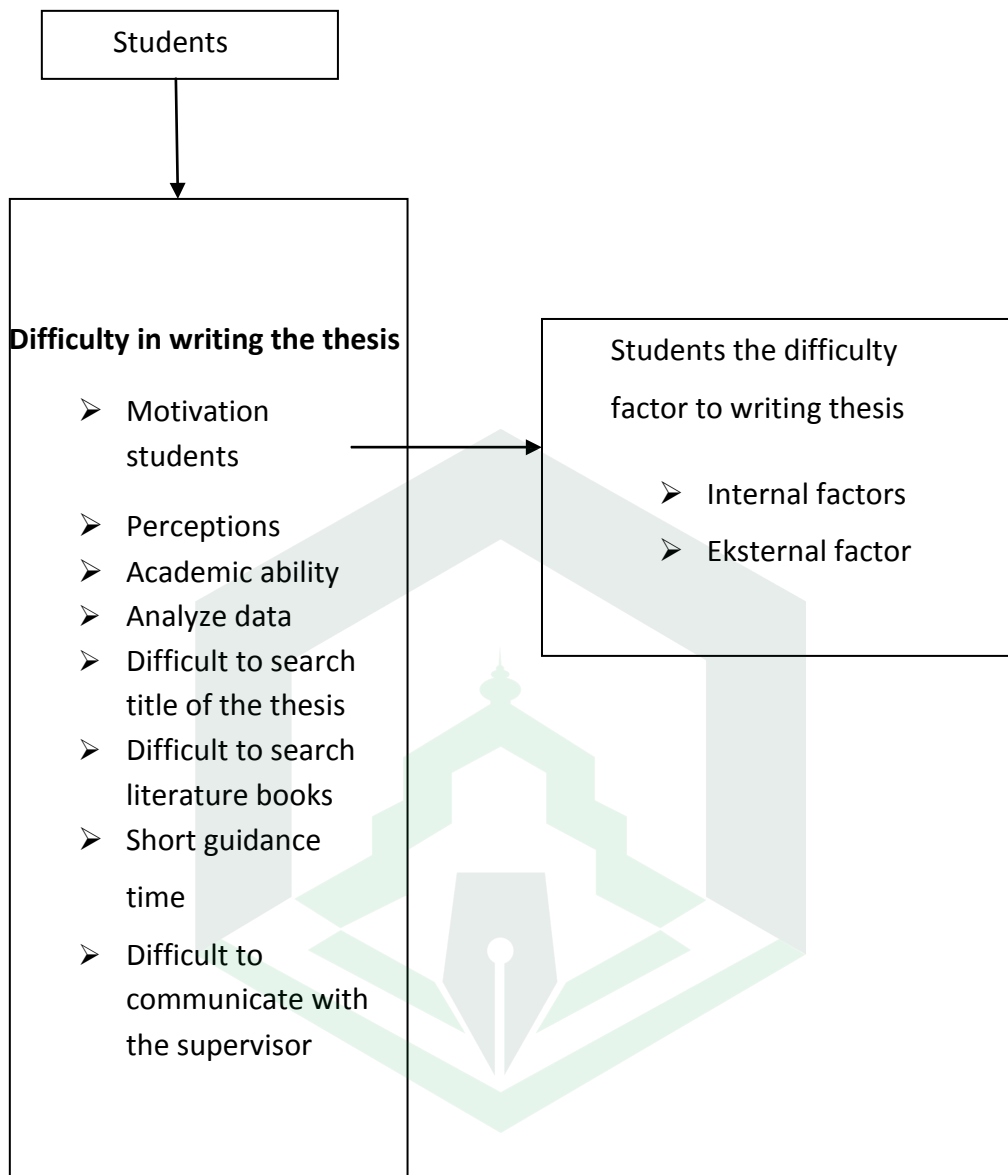 Students
Difficulty in writing the thesis
➢ Motivation
students
➢ Perceptions
➢ Academic ability
➢ Analyze data
➢ Difficult to search
title of the thesis
➢ Difficult to search
literature books
➢ Short guidance
time
➢ Difficult to
communicate with
the supervisor
Students the difficulty
factor to writing thesis
➢ Internal factors
➢ Eksternal factor